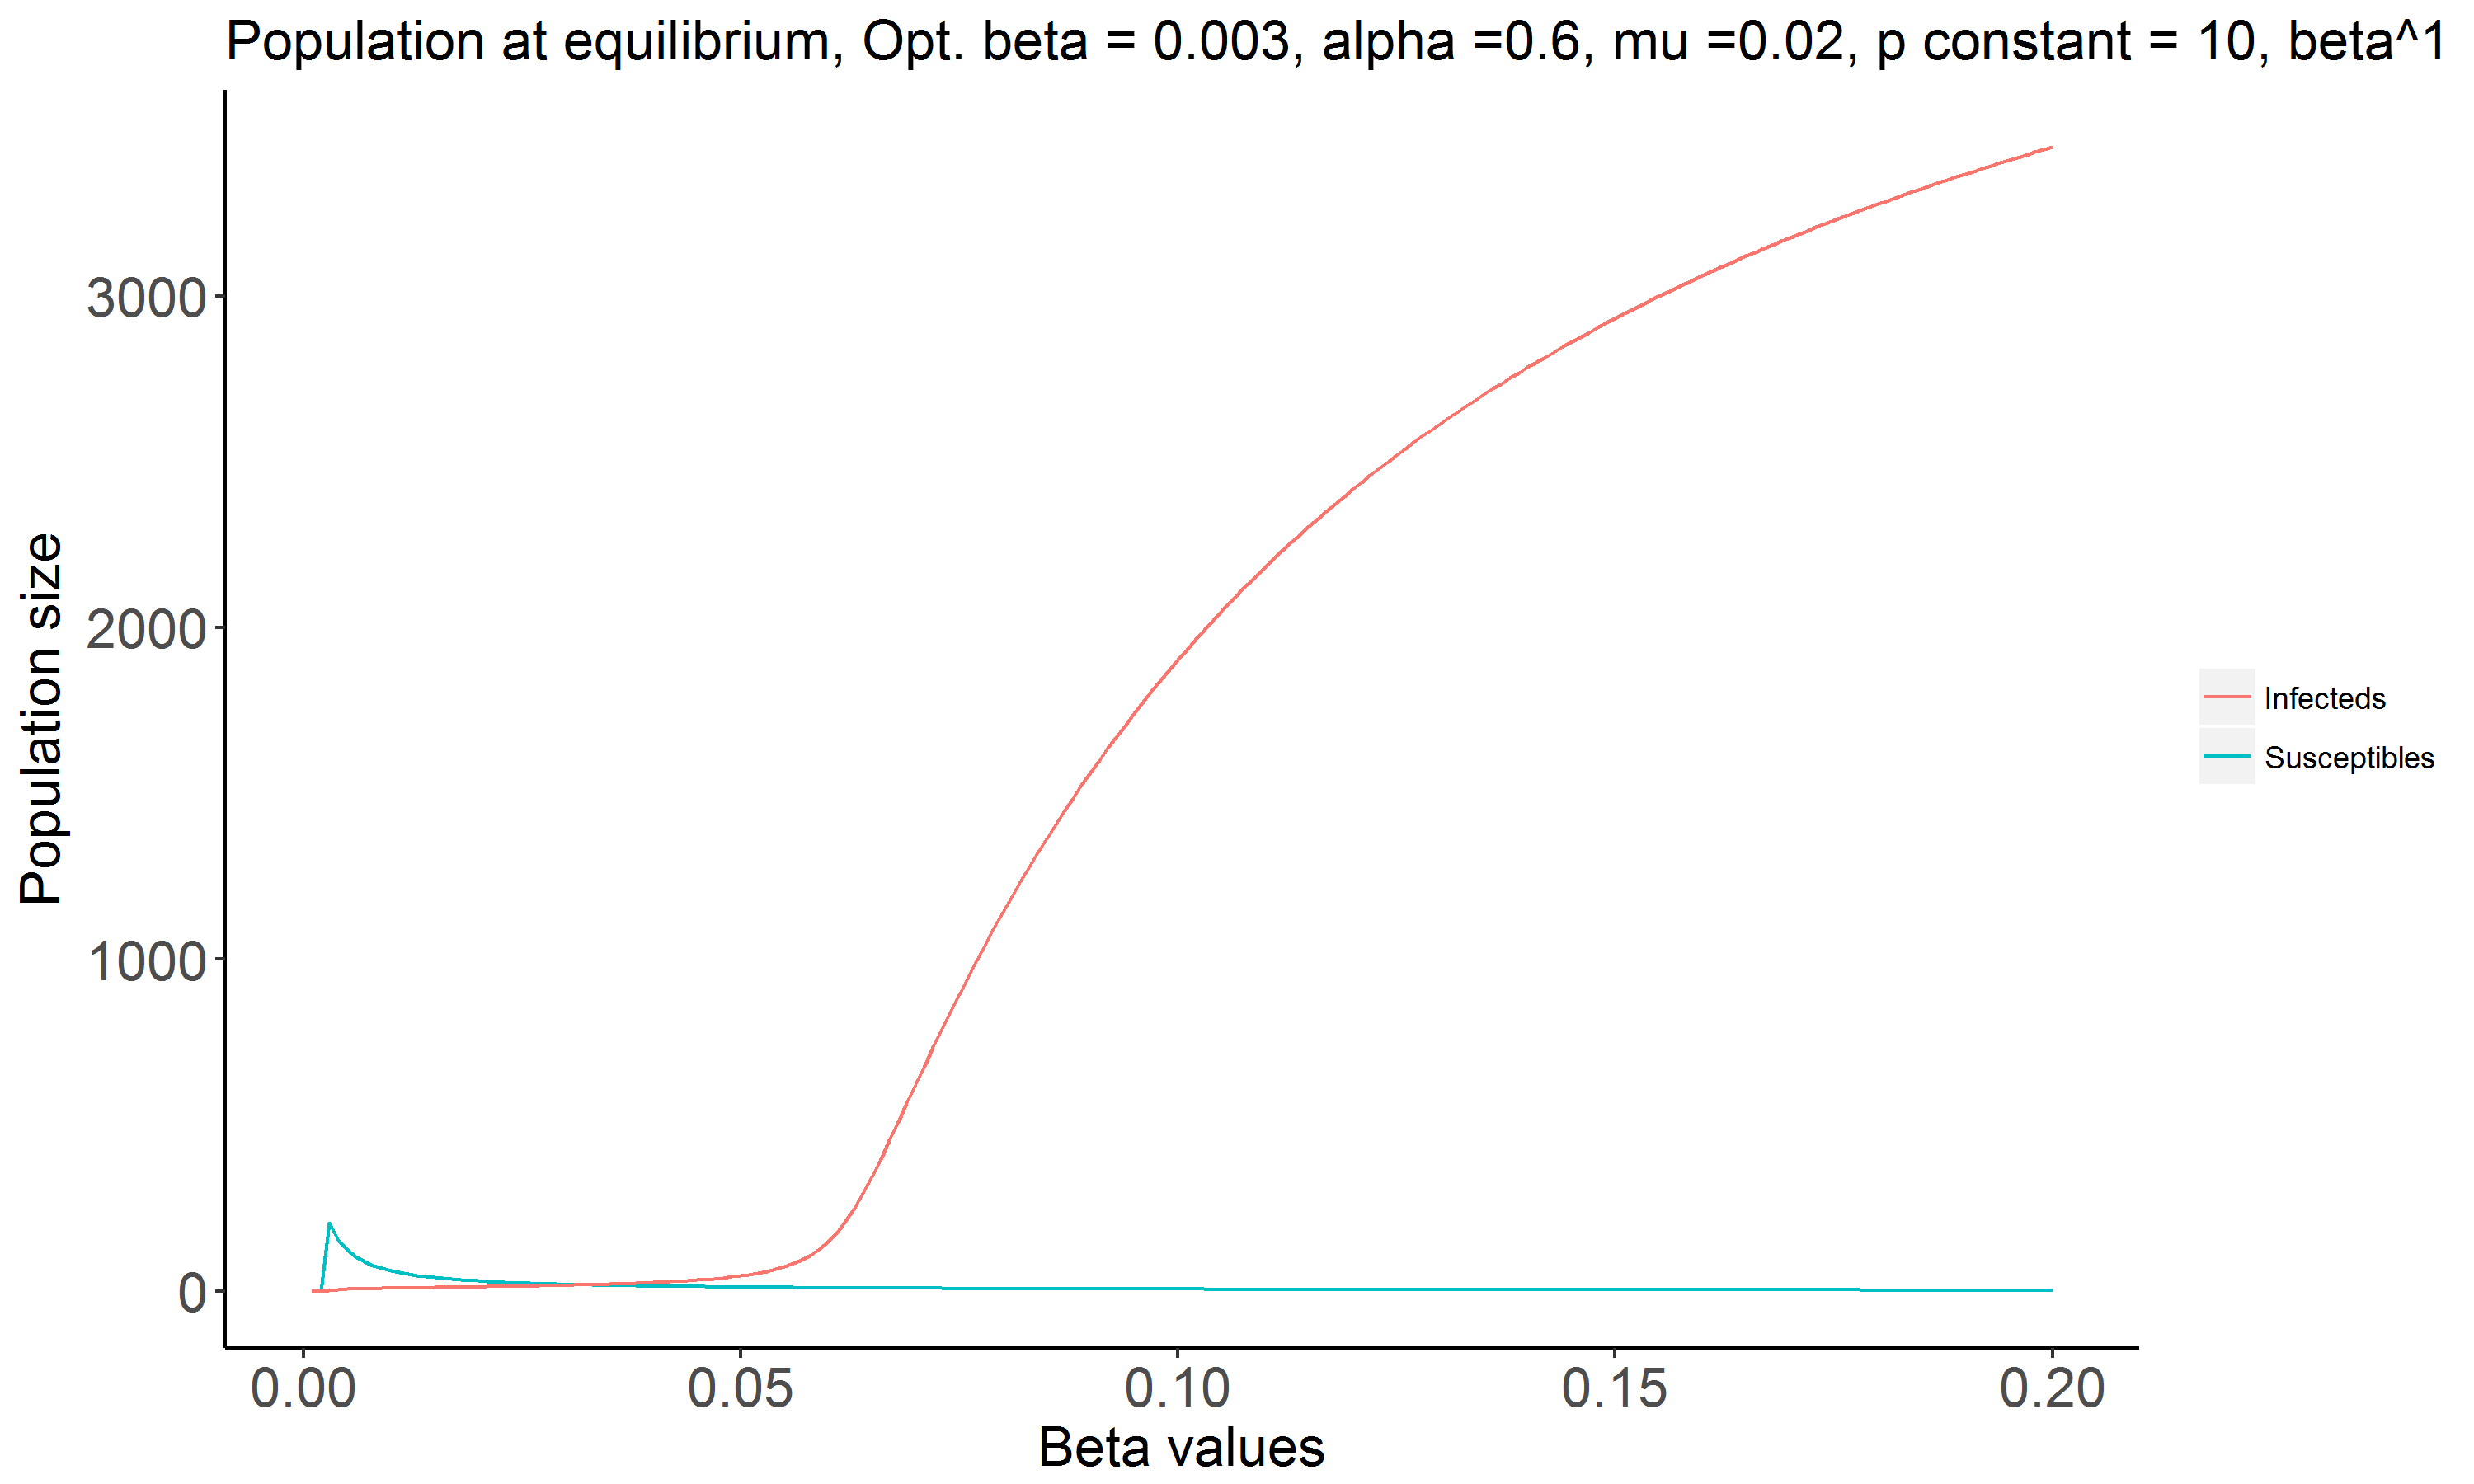 Population at equilibrium, Opt. beta = 0.003, alpha =0.6, mu =0.02, p constant = 10, beta^1
Population size
3000
2000
1000
0
0.00 0.05 0.10 0.15 0.20
Beta values
Infecteds
Susceptibles